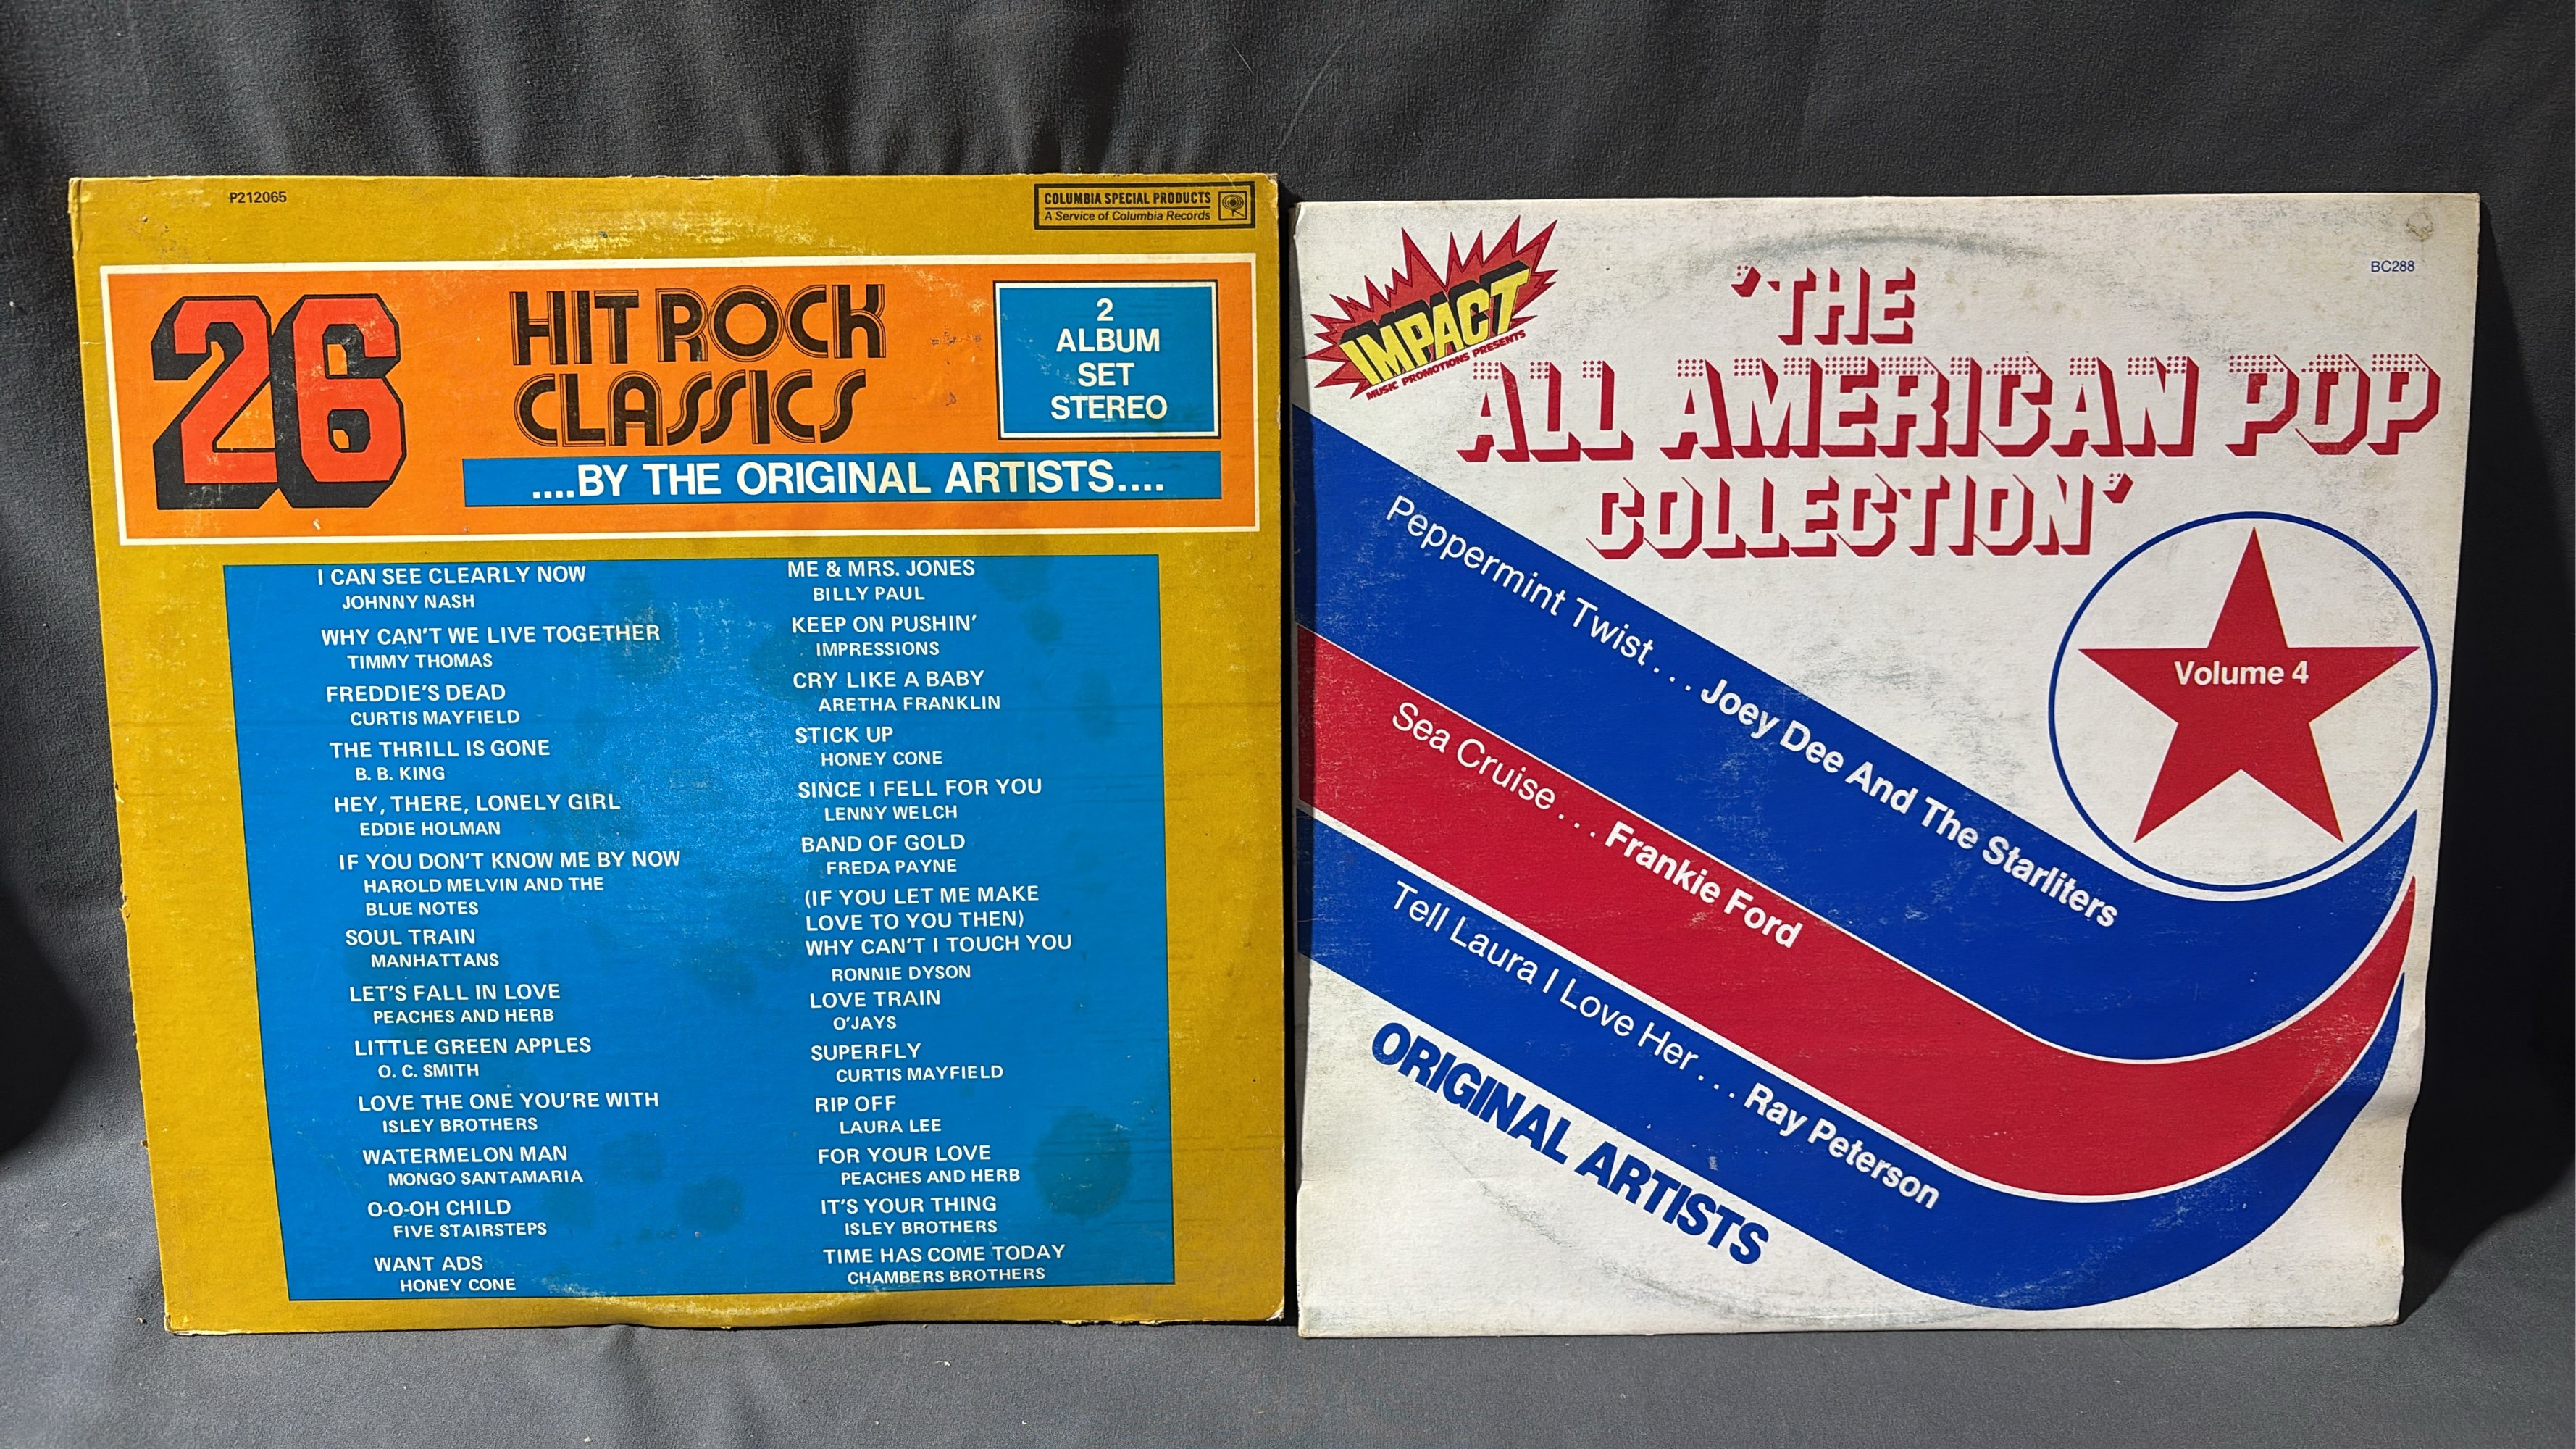 P212065
COLUMBIA SPECIAL PRODUCTS
A Service of Columbia Records
26
HIT ROCK
CLASSICS
2
ALBUM
SET
STEREO
....BY THE ORIGINAL ARTISTS....
I CAN SEE CLEARLY NOW
JOHNNY NASH
WHY CAN'T WE LIVE TOGETHER
TIMMY THOMAS
FREDDIE'S DEAD
CURTIS MAYFIELD
THE THRILL IS GONE
B. B. KING
HEY, THERE, LONELY GIRL
EDDIE HOLMAN
IF YOU DON'T KNOW ME BY NOW
HAROLD MELVIN AND THE
BLUE NOTES
SOUL TRAIN
MANHATTANS
LET'S FALL IN LOVE
PEACHES AND HERB
LITTLE GREEN APPLES
O. C. SMITH
LOVE THE ONE YOU'RE WITH
ISLEY BROTHERS
WATERMELON MAN
MONGO SANTAMARIA
O-O-OH CHILD
FIVE STAIRSTEPS
WANT ADS
HONEY CONE
ME & MRS. JONES
BILLY PAUL
KEEP ON PUSHIN'
IMPRESSIONS
CRY LIKE A BABY
ARETHA FRANKLIN
STICK UP
HONEY CONE
SINCE I FELL FOR YOU
LENNY WELCH
BAND OF GOLD
FREDA PAYNE
(IF YOU LET ME MAKE
LOVE TO YOU THEN)
WHY CAN'T I TOUCH YOU
RONNIE DYSON
LOVE TRAIN
O'JAYS
SUPERFLY
CURTIS MAYFIELD
RIP OFF
LAURA LEE
FOR YOUR LOVE
PEACHES AND HERB
IT'S YOUR THING
ISLEY BROTHERS
TIME HAS COME TODAY
CHAMBERS BROTHERS
IMPACT
MUSIC PROMOTIONS PRESENTS
BC288
'THE
ALL AMERICAN POP
COLLECTION'
Volume 4
Peppermint Twist . . . Joey Dee And The Starliters
Sea Cruise . . . Frankie Ford
Tell Laura I Love Her . . . Ray Peterson
ORIGINAL ARTISTS